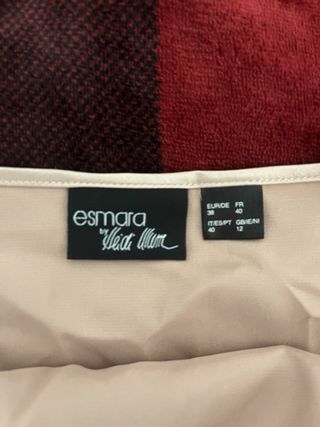 esmara
by Heidi Klum
EUR/DE FR
38 40
IT/ES/PT GB/IE/NI
40 12